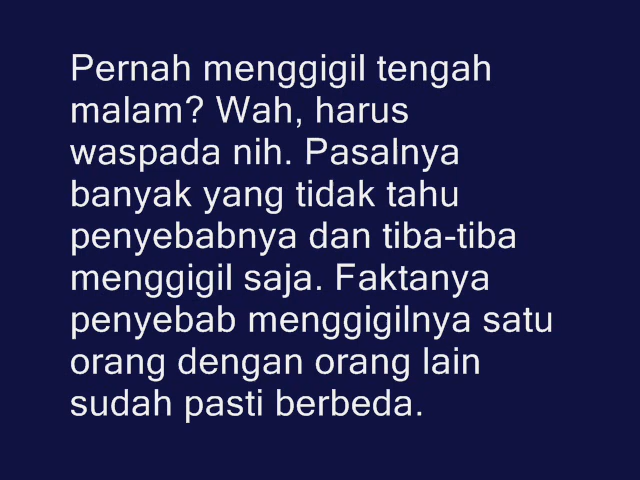 Pernah menggigil tengah
malam? Wah, harus
waspada nih. Pasalnya
banyak yang tidak tahu
penyebabnya dan tiba-tiba
menggigil saja. Faktanya
penyebab menggigilnya satu
orang dengan orang lain
sudah pasti berbeda.